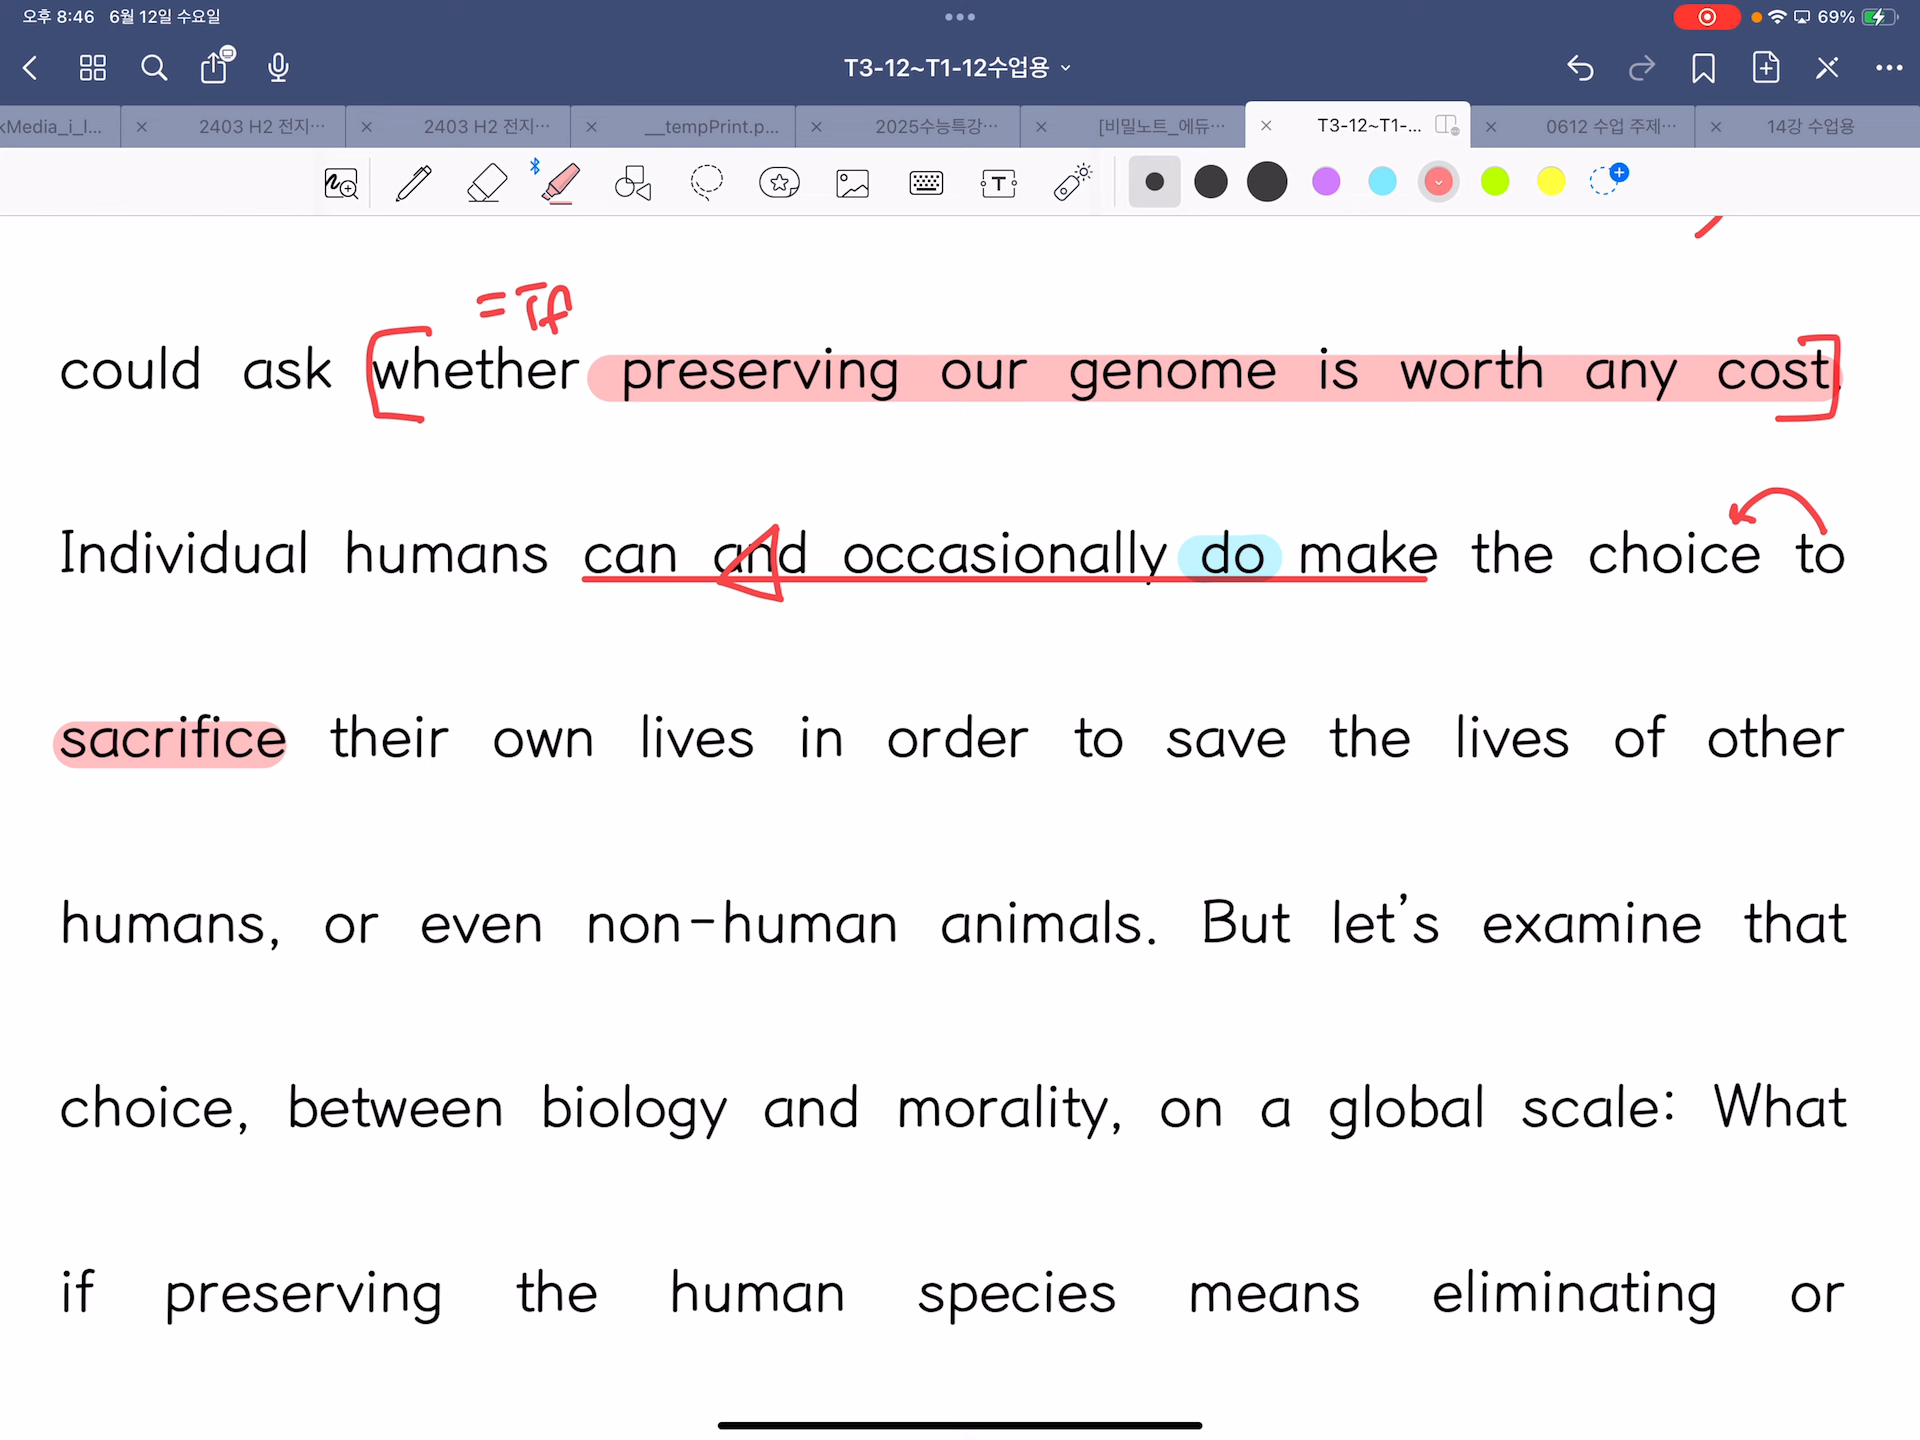 오후 8:46 6월 12일 수요일
69%
T3-12~T1-12수업용
kMedia_i_l...
2403 H2 전지...
2403 H2 전지...
__tempPrint.p...
2025수능특강...
[비밀노트_에듀...
T3-12~T1-...
0612 수업 주제...
14강 수업용
= if
could ask [whether preserving our genome is worth any cost.]
Individual humans can and occasionally do make the choice to
sacrifice their own lives in order to save the lives of other
humans, or even non-human animals. But let's examine that
choice, between biology and morality, on a global scale: What
if preserving the human species means eliminating or